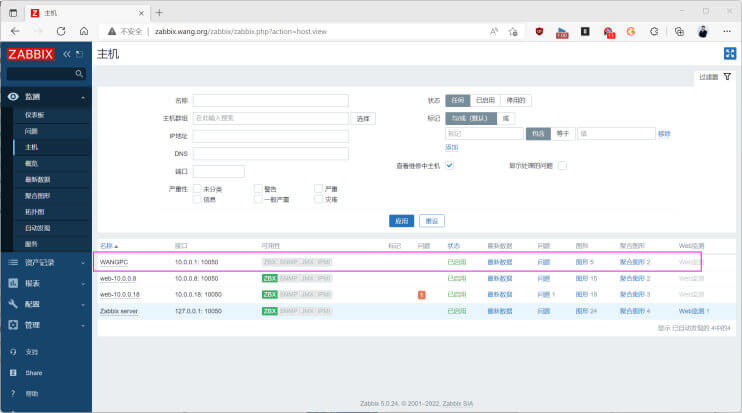 主机
不安全 zabbix.wang.org/zabbix/zabbix.php?action=host.view
1.00
11
ZABBIX
主机
过滤器
监测
仪表板
问题
主机
概览
最新数据
聚合图形
拓扑图
自动发现
服务
资产记录
报表
配置
管理
支持
Share
帮助
名称
主机群组 在此输入搜索 选择
IP地址
DNS
端口
严重性 未分类 警告 严重
信息 一般严重 灾难
状态 任何 已启用 停用的
标记 与/或（默认） 或
标记 包含 等于 值 移除
添加
查看维修中主机 显示处理的问题
应用 重设
名称 接口 可用性 标记 问题 状态 最新数据 问题 图形 聚合图形 Web监测
WANGPC 10.0.0.1: 10050 ZBX SNMP JMX IPMI 已启用 最新数据 问题 图形 5 聚合图形 2 Web监测
web-10.0.0.8 10.0.0.8: 10050 ZBX SNMP JMX IPMI 已启用 最新数据 问题 图形 15 聚合图形 2 Web监测
web-10.0.0.18 10.0.0.18: 10050 ZBX SNMP JMX IPMI 1 已启用 最新数据 问题 1 图形 18 聚合图形 3 Web监测
Zabbix server 127.0.0.1: 10050 ZBX SNMP JMX IPMI 已启用 最新数据 问题 图形 24 聚合图形 4 Web监测 1
显示 已自动发现的 4中的4
Zabbix 5.0.24. © 2001–2022, Zabbix SIA